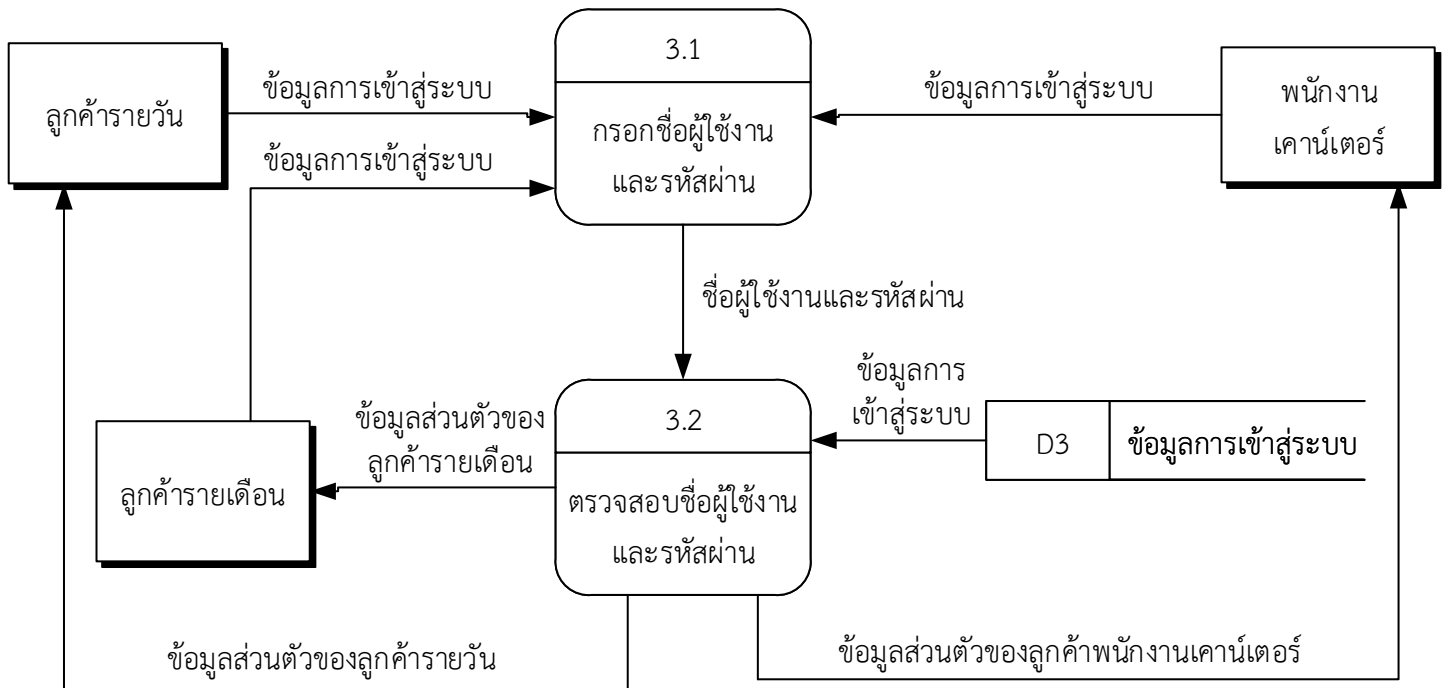 3.1
กรอกชื่อผู้ใช้งาน
และรหัสผ่าน
ลูกค้ารายวัน
ข้อมูลการเข้าสู่ระบบ
ข้อมูลการเข้าสู่ระบบ
ข้อมูลการเข้าสู่ระบบ
พนักงาน
เคาน์เตอร์
ชื่อผู้ใช้งานและรหัสผ่าน
ข้อมูลส่วนตัวของ
ลูกค้ารายเดือน
ลูกค้ารายเดือน
3.2
ตรวจสอบชื่อผู้ใช้งาน
และรหัสผ่าน
ข้อมูลการ
เข้าสู่ระบบ
D3
ข้อมูลการเข้าสู่ระบบ
ข้อมูลส่วนตัวของลูกค้ารายวัน
ข้อมูลส่วนตัวของลูกค้าพนักงานเคาน์เตอร์